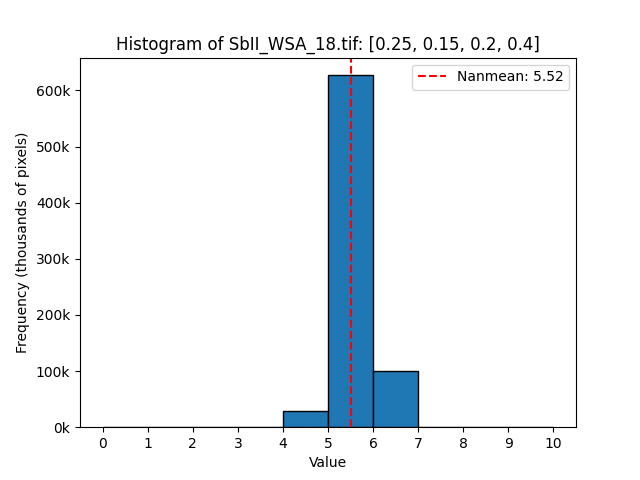 Histogram of SbII_WSA_18.tif: [0.25, 0.15, 0.2, 0.4]
Nanmean: 5.52
600k
500k
400k
300k
200k
100k
0k
Frequency (thousands of pixels)
0 1 2 3 4 5 6 7 8 9 10
Value